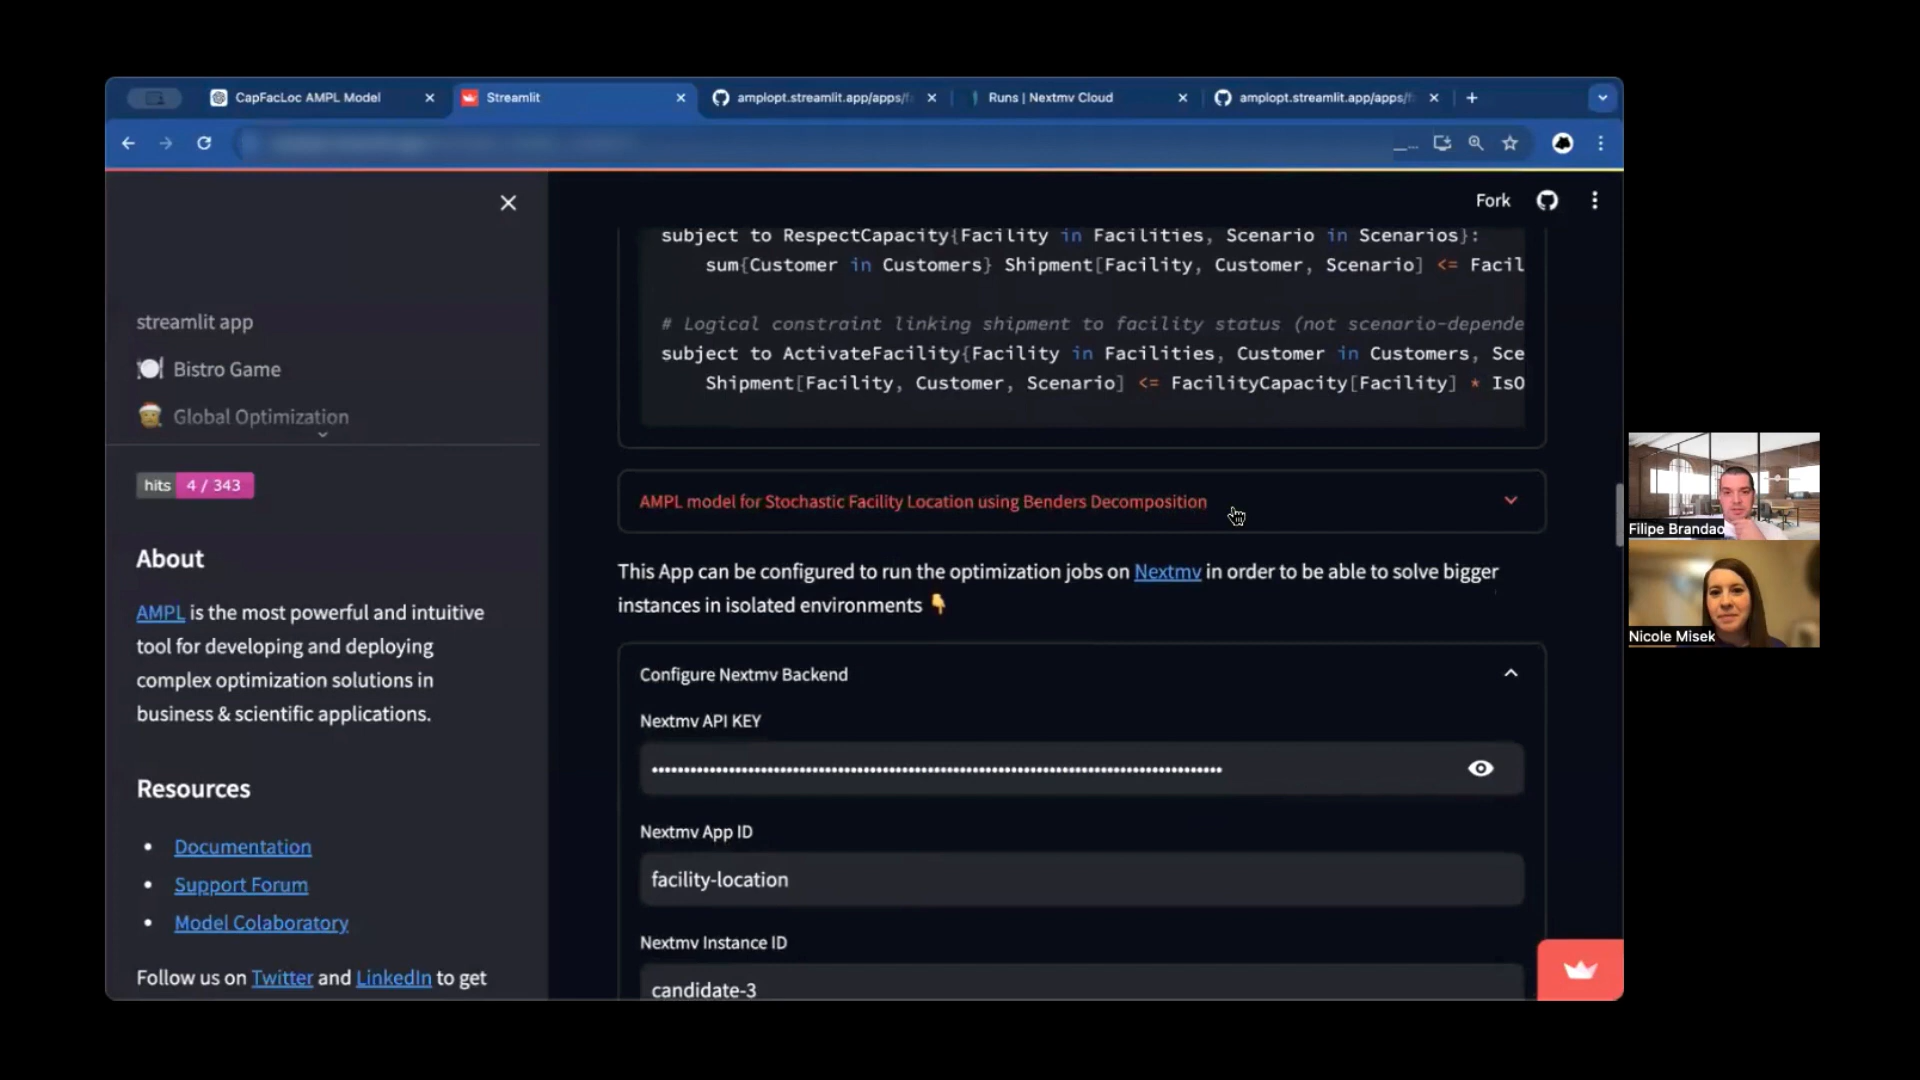 CapFacLoc AMPL Model
Streamlit
amplopt.streamlit.app/apps/f
Runs | Nextmv Cloud
amplopt.streamlit.app/apps/f
Fork
streamlit app
Bistro Game
Global Optimization
hits 4 / 343
About
AMPL is the most powerful and intuitive
tool for developing and deploying
complex optimization solutions in
business & scientific applications.
Resources
• Documentation
• Support Forum
• Model Colaboratory
Follow us on Twitter and LinkedIn to get
subject to RespectCapacity{Facility in Facilities, Scenario in Scenarios}:
sum{Customer in Customers} Shipment[Facility, Customer, Scenario] <= Facil
# Logical constraint linking shipment to facility status (not scenario-depende
subject to ActivateFacility{Facility in Facilities, Customer in Customers, Sce
Shipment[Facility, Customer, Scenario] <= FacilityCapacity[Facility] * IsO
AMPL model for Stochastic Facility Location using Benders Decomposition
This App can be configured to run the optimization jobs on Nextmv in order to be able to solve bigger
instances in isolated environments 👇
Configure Nextmv Backend
Nextmv API KEY
Nextmv App ID
facility-location
Nextmv Instance ID
candidate-3
Filipe Brandao
Nicole Misek